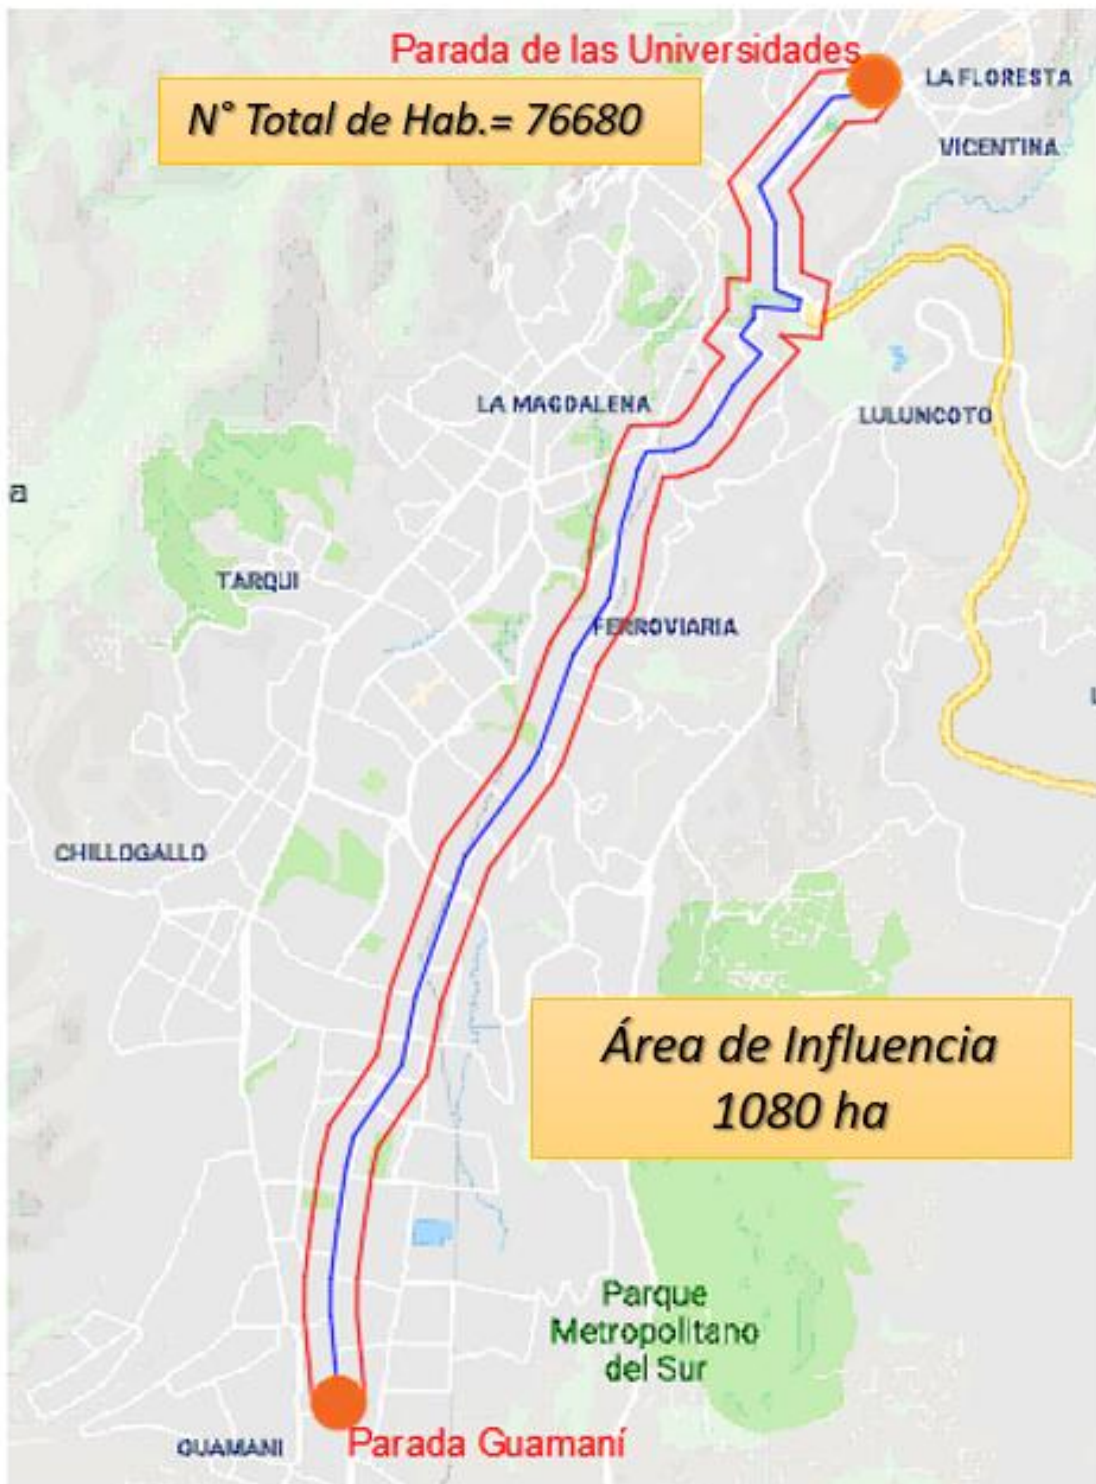 Parada de las Universidades
LA FLORESTA
N° Total de Hab.= 76680
VICENTINA
LA MAGDALENA
LULUNCOTO
a
TARQUI
FERROVIARIA
L
CHILLOGALLO
Área de Influencia
1080 ha
Parque
Metropolitano
del Sur
GUAMANI
Parada Guamaní